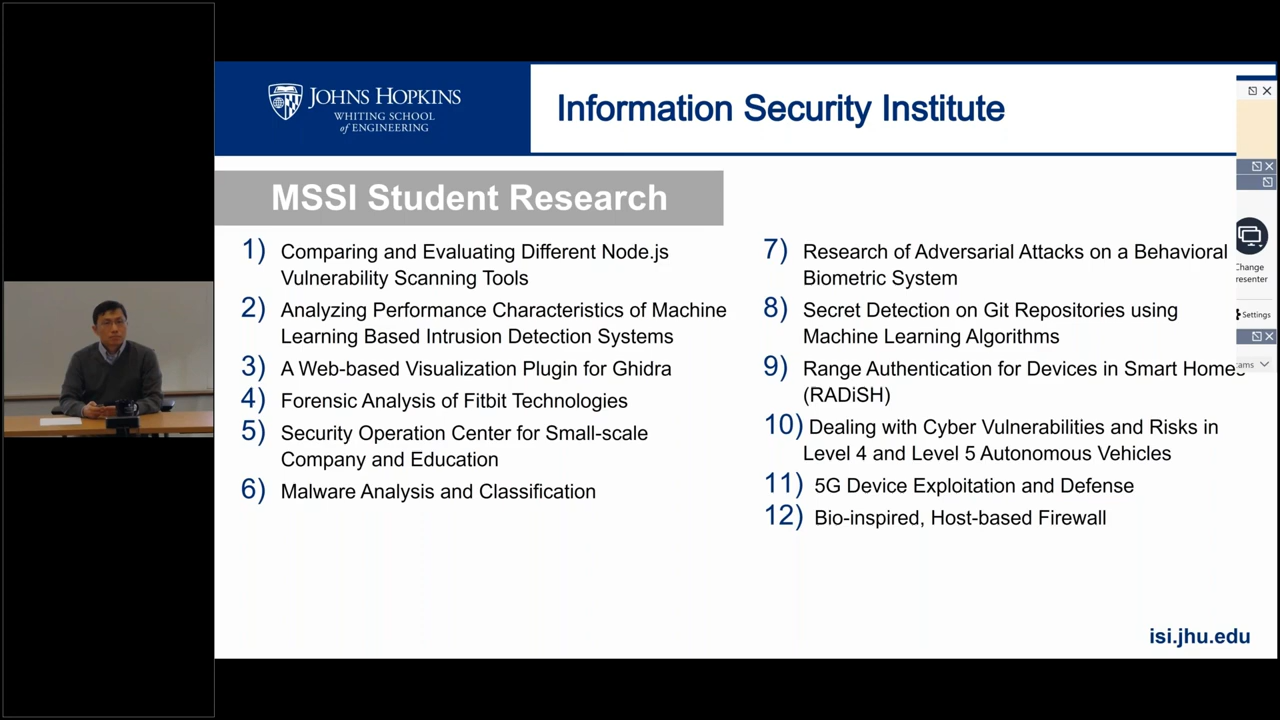 JOHNS HOPKINS
WHITING SCHOOL
of ENGINEERING
Information Security Institute
MSSI Student Research
1) Comparing and Evaluating Different Node.js
Vulnerability Scanning Tools
2) Analyzing Performance Characteristics of Machine
Learning Based Intrusion Detection Systems
3) A Web-based Visualization Plugin for Ghidra
4) Forensic Analysis of Fitbit Technologies
5) Security Operation Center for Small-scale
Company and Education
6) Malware Analysis and Classification
7) Research of Adversarial Attacks on a Behavioral
Biometric System
8) Secret Detection on Git Repositories using
Machine Learning Algorithms
9) Range Authentication for Devices in Smart Homes
(RADiSH)
10) Dealing with Cyber Vulnerabilities and Risks in
Level 4 and Level 5 Autonomous Vehicles
11) 5G Device Exploitation and Defense
12) Bio-inspired, Host-based Firewall
isi.jhu.edu
Change
resenter
Settings